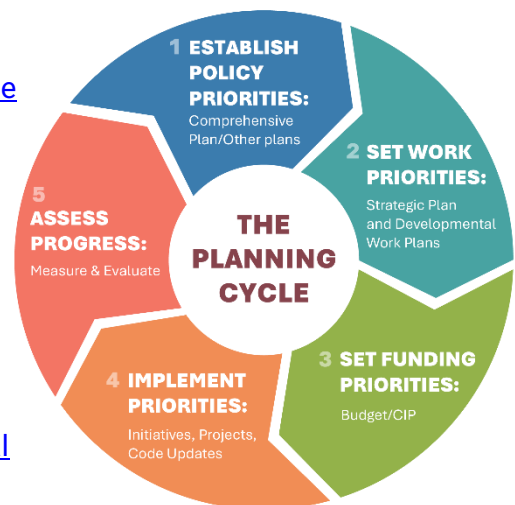 1 ESTABLISH
POLICY
PRIORITIES:
Comprehensive
Plan/Other plans
2 SET WORK
PRIORITIES:
Strategic Plan
and Developmental
Work Plans
3 SET FUNDING
PRIORITIES:
Budget/CIP
4 IMPLEMENT
PRIORITIES:
Initiatives, Projects,
Code Updates
5
ASSESS
PROGRESS:
Measure & Evaluate
THE
PLANNING
CYCLE
e
l